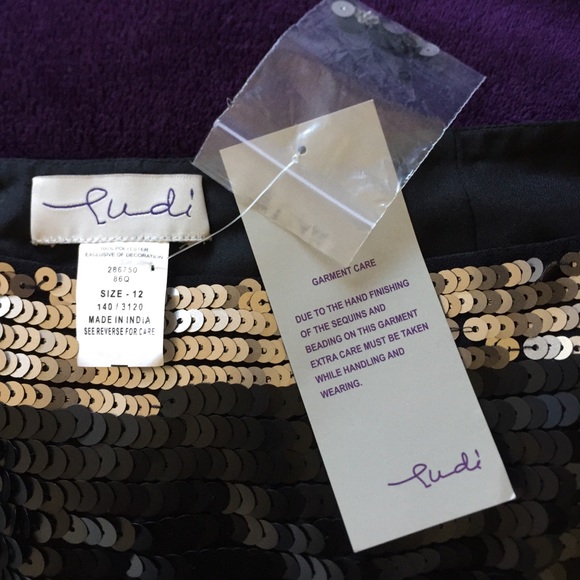 Judi
100% POLYESTER
EXCLUSIVE OF DECORATION
286750
86Q
SIZE - 12
140 / 3120
MADE IN INDIA
SEE REVERSE FOR CARE
GARMENT CARE
DUE TO THE HAND FINISHING
OF THE SEQUINS AND
BEADING ON THIS GARMENT
EXTRA CARE MUST BE TAKEN
WHILE HANDLING AND
WEARING.
Judi